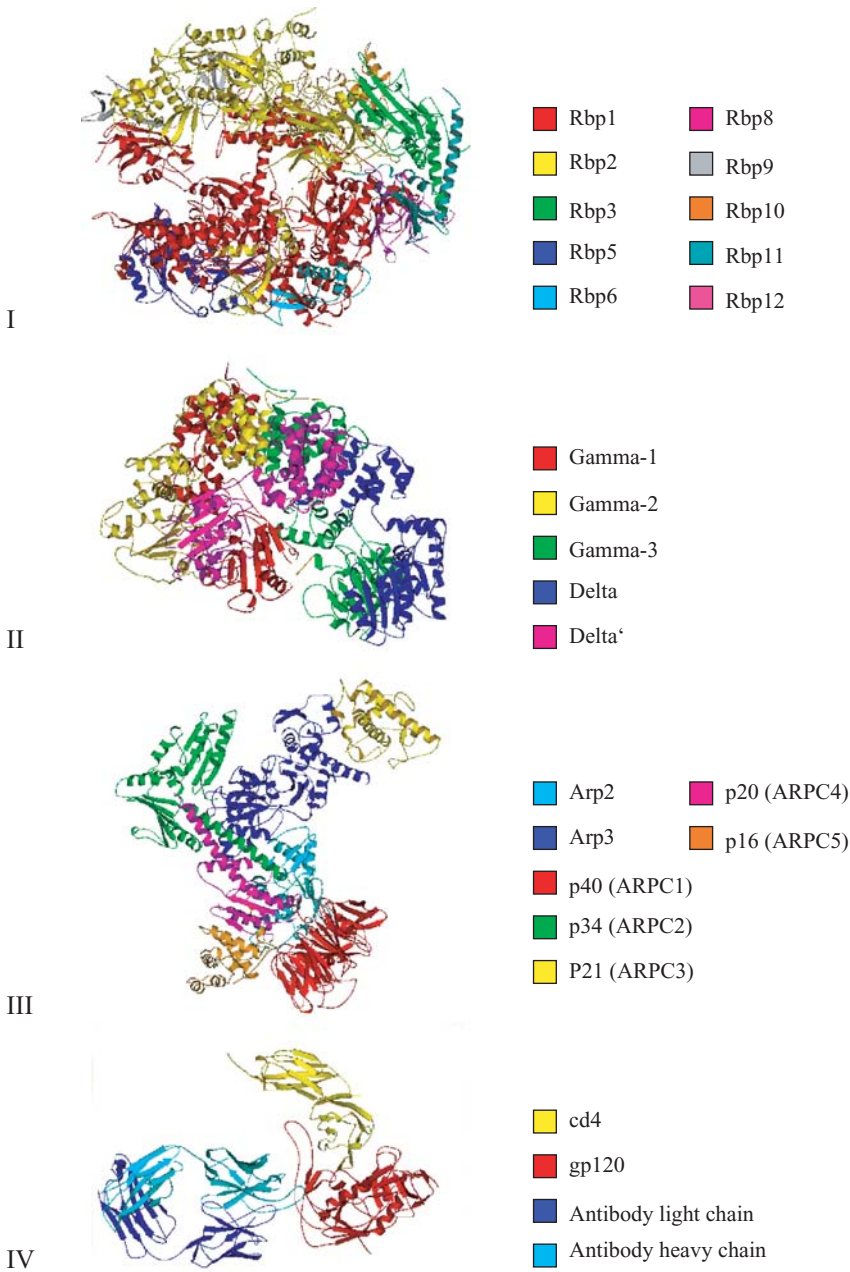 Rbp1 Rbp8
Rbp2 Rbp9
Rbp3 Rbp10
Rbp5 Rbp11
Rbp6 Rbp12
I
Gamma-1
Gamma-2
Gamma-3
Delta
Delta‘
II
Arp2 p20 (ARPC4)
Arp3 p16 (ARPC5)
p40 (ARPC1)
p34 (ARPC2)
P21 (ARPC3)
III
cd4
gp120
Antibody light chain
Antibody heavy chain
IV